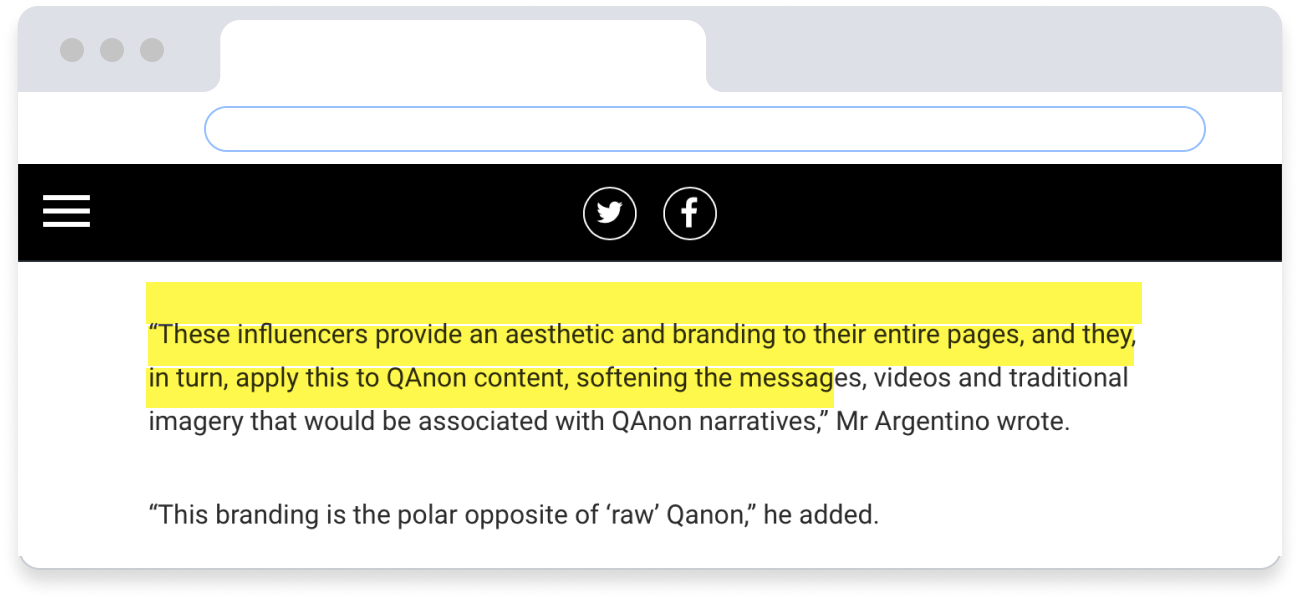 “These influencers provide an aesthetic and branding to their entire pages, and they,
in turn, apply this to QAnon content, softening the messages, videos and traditional
imagery that would be associated with QAnon narratives,” Mr Argentino wrote.
“This branding is the polar opposite of ‘raw’ Qanon,” he added.